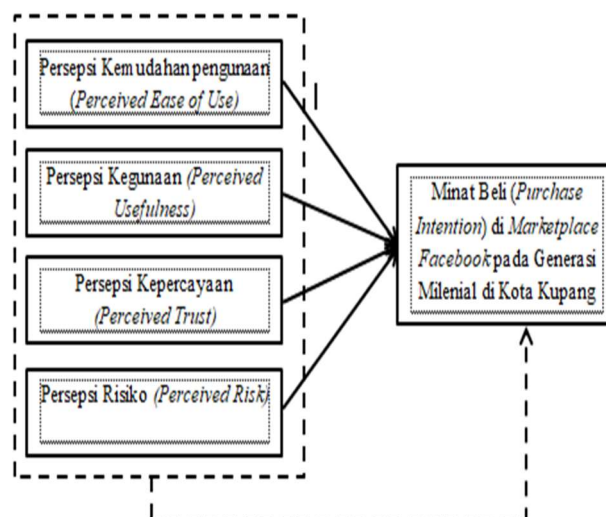 Persepsi Kemudahan pengunaan
(Perceived Ease of Use)
Persepsi Kegunaan (Perceived
Usefulness)
Persepsi Kepercayaan
(Perceived Trust)
Persepsi Risiko (Perceived Risk)
Minat Beli (Purchase
Intention) di Marketplace
Facebook pada Generasi
Milenial di Kota Kupang